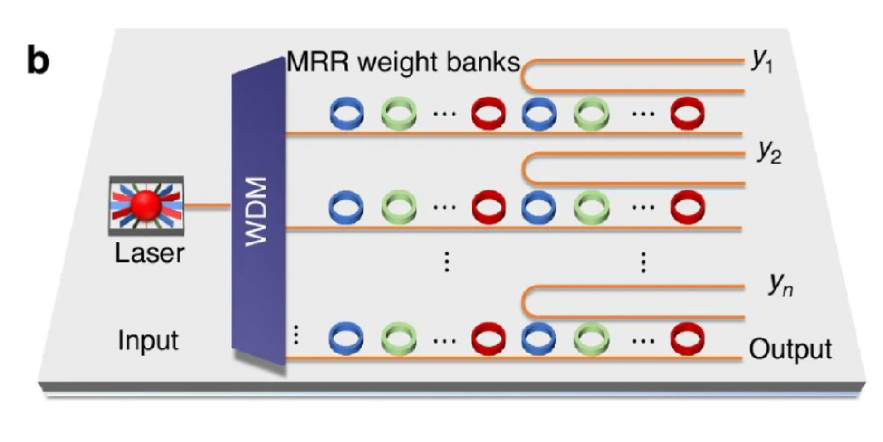 b
MRR weight banks
y1
y2
WDM
Laser
yn
Input
Output